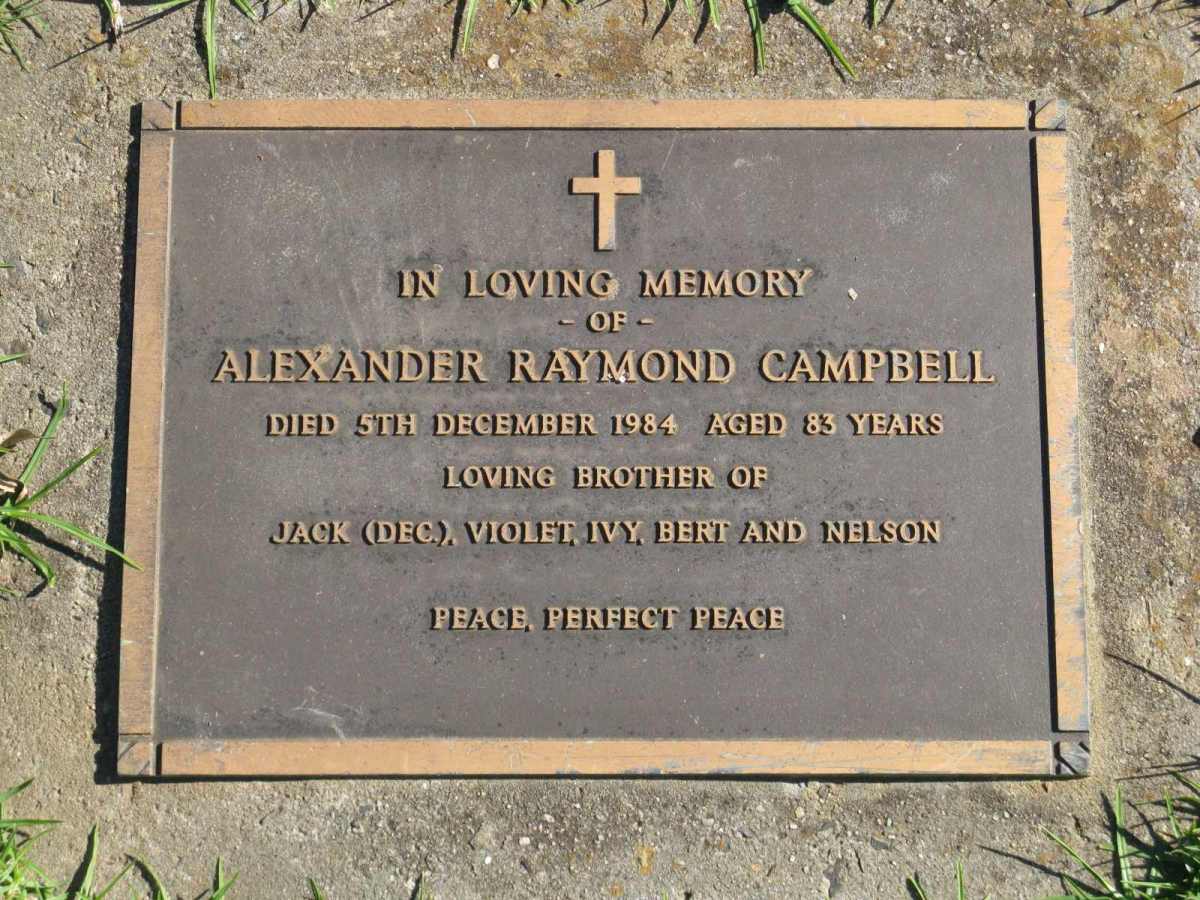 IN LOVING MEMORY
- OF -
ALEXANDER RAYMOND CAMPBELL
DIED 5TH DECEMBER 1984 AGED 83 YEARS
LOVING BROTHER OF
JACK (DEC.), VIOLET, IVY, BERT AND NELSON
PEACE, PERFECT PEACE